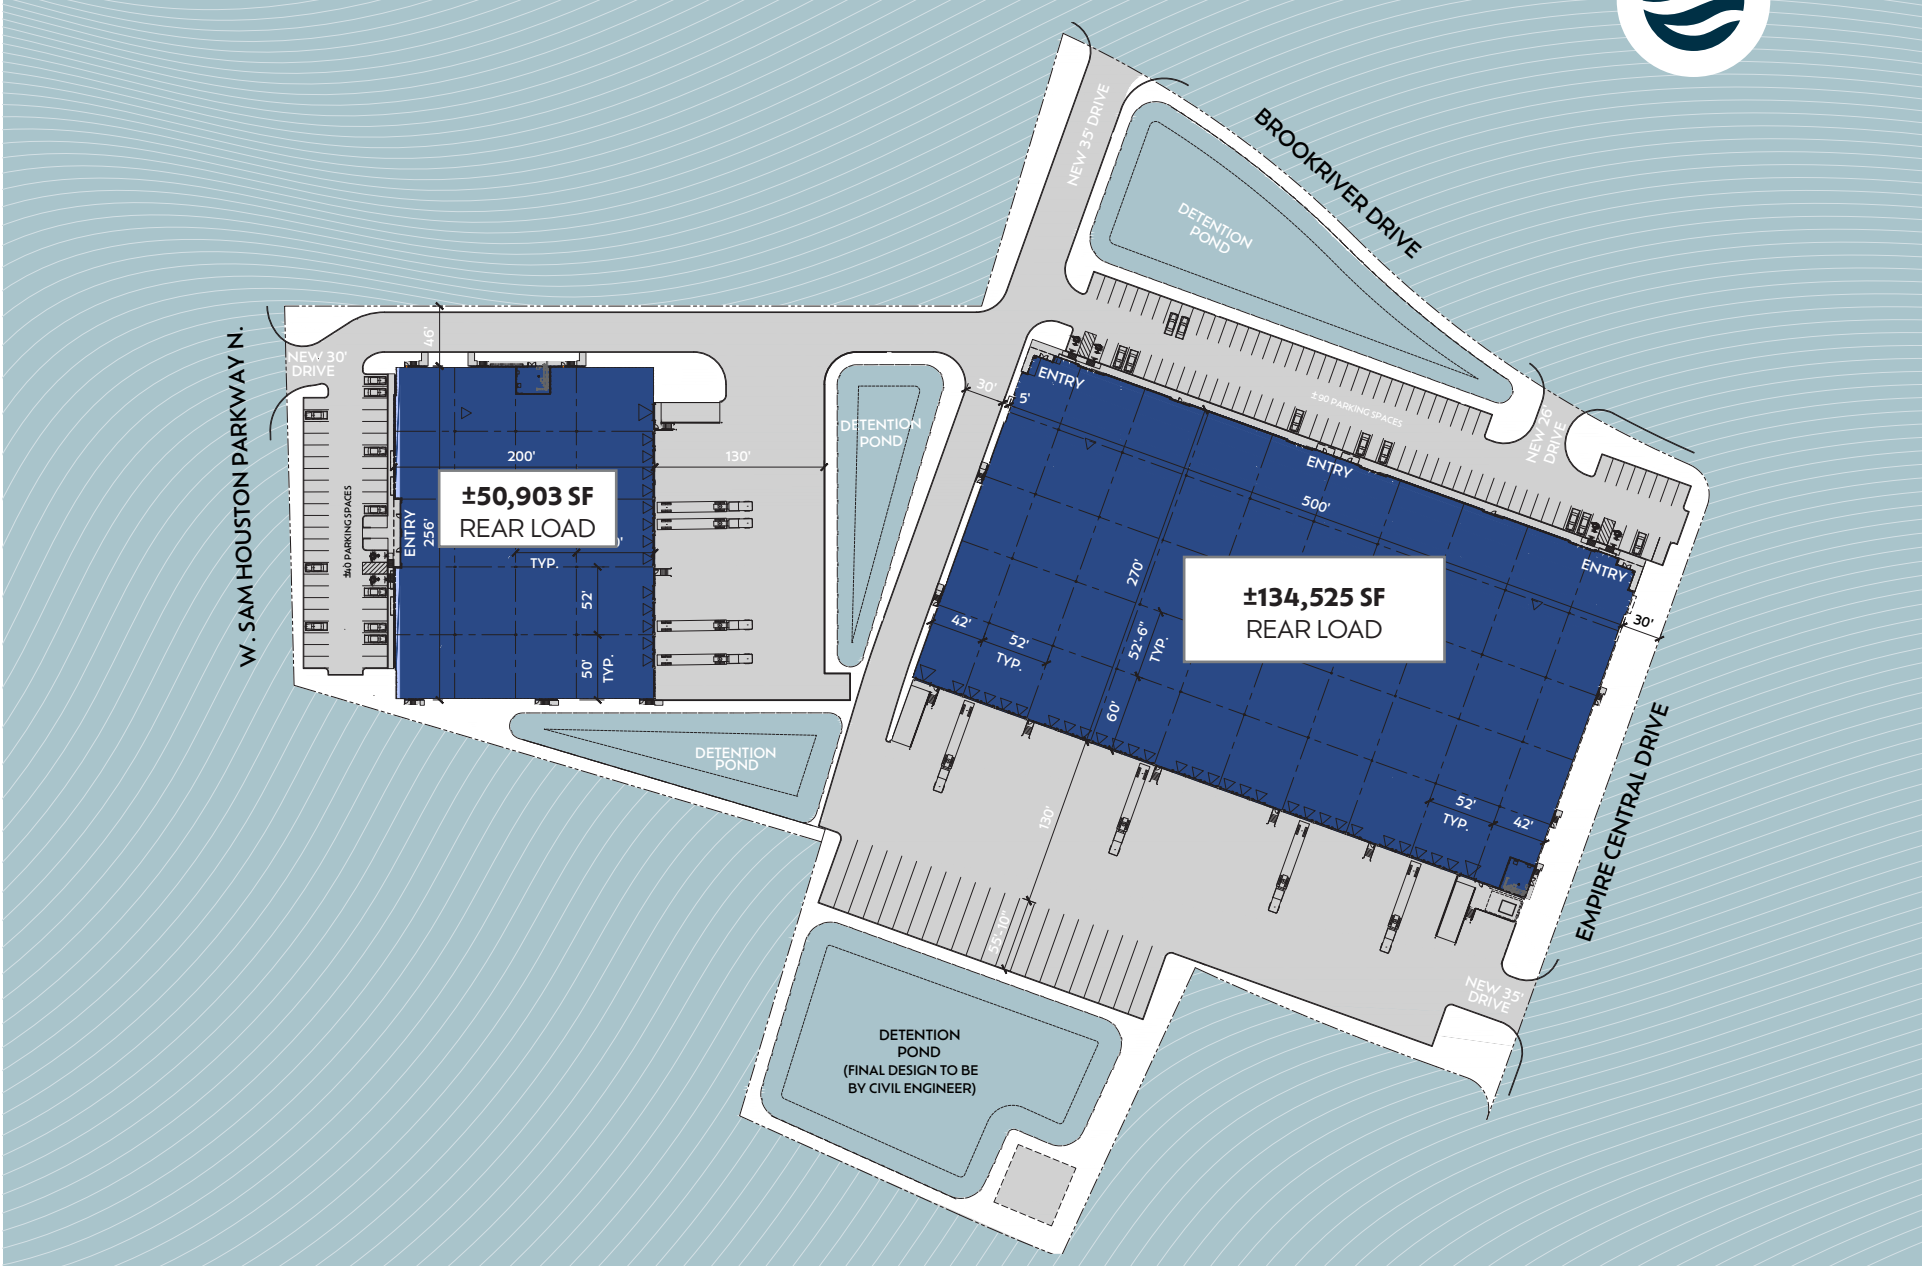 BROOKRIVER DRIVE
NEW 35' DRIVE
DETENTION
POND
W. SAM HOUSTON PARKWAY N.
NEW 30'
DRIVE
46'
±40 PARKING SPACES
ENTRY
256'
200'
±50,903 SF
REAR LOAD
TYP.
52'
50'
TYP.
130'
DETENTION
POND
DETENTION
POND
30'
5'
ENTRY
±90 PARKING SPACES
NEW 26'
DRIVE
ENTRY
500'
ENTRY
30'
270'
±134,525 SF
REAR LOAD
42'
52'
TYP.
52'-6"
TYP.
60'
52'
TYP.
42'
130'
55'-10"
EMPIRE CENTRAL DRIVE
NEW 35'
DRIVE
DETENTION
POND
(FINAL DESIGN TO BE
BY CIVIL ENGINEER)